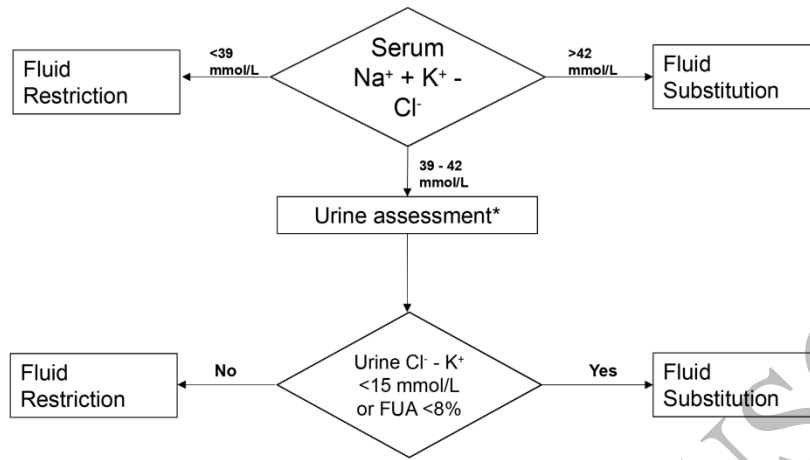 Serum
Na⁺ + K⁺ -
Cl⁻
<39
mmol/L
>42
mmol/L
Fluid
Restriction
Fluid
Substitution
39 - 42
mmol/L
Urine assessment*
Urine Cl⁻ - K⁺
<15 mmol/L
or FUA <8%
No
Yes
Fluid
Restriction
Fluid
Substitution